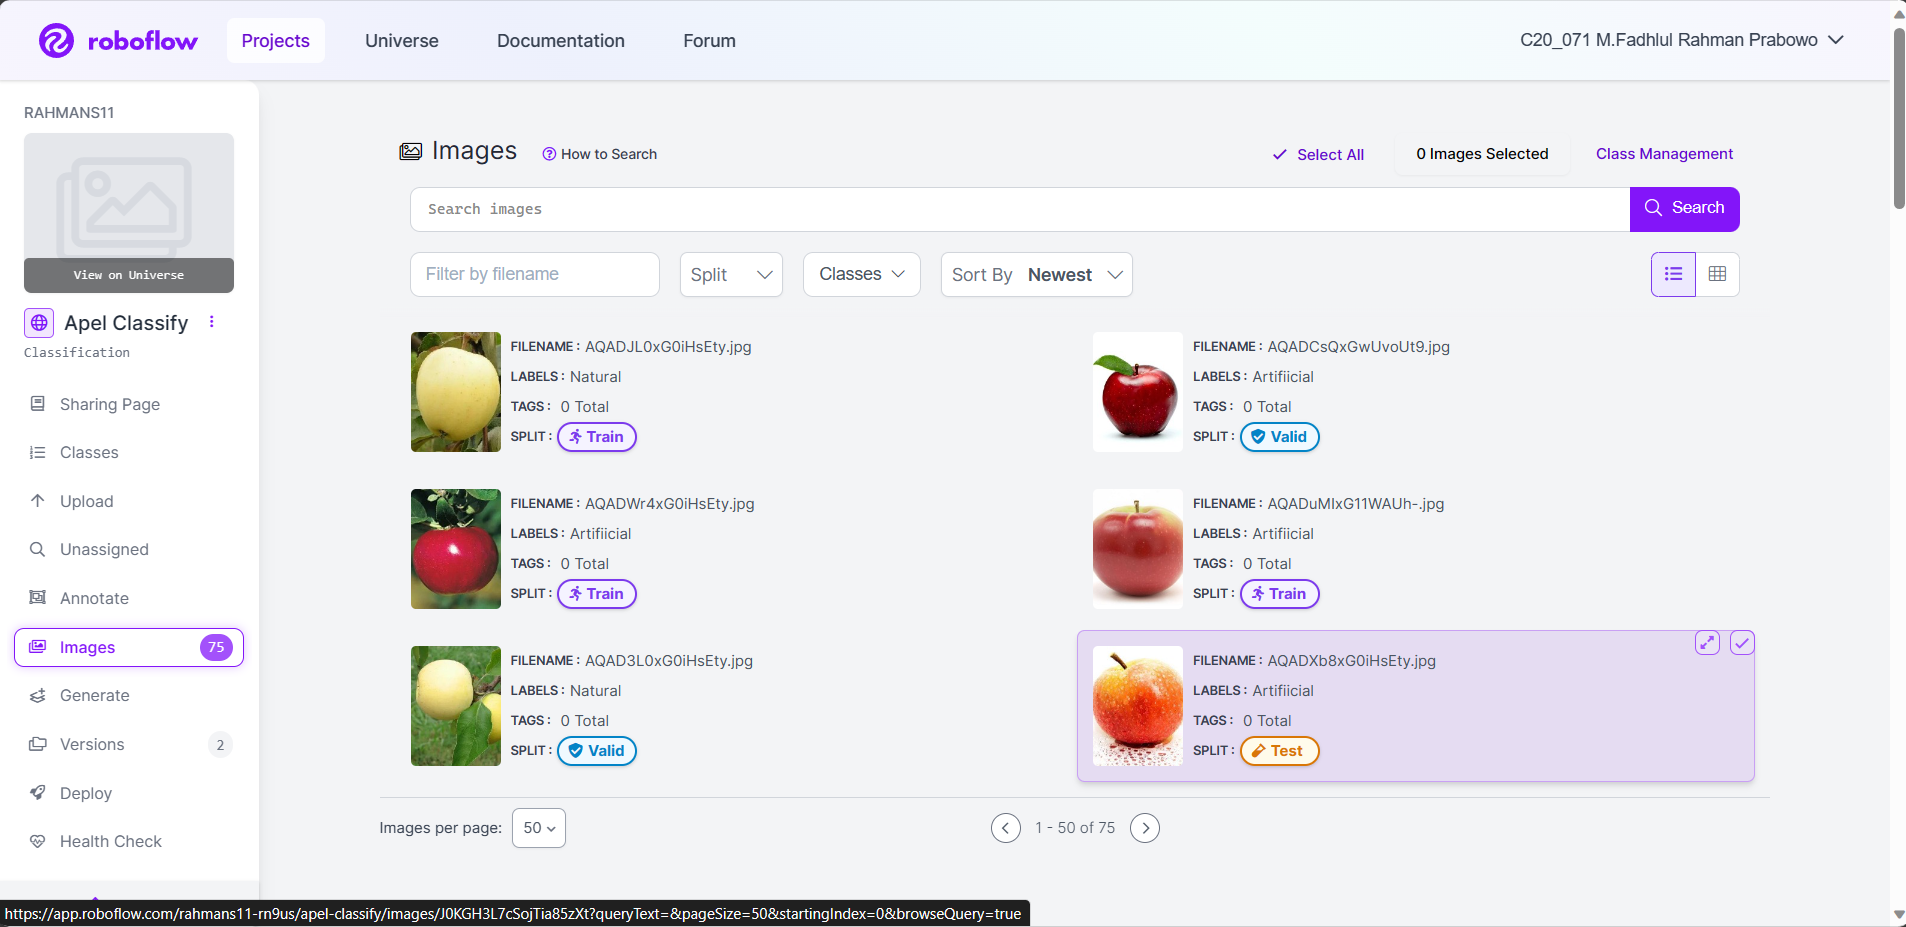 roboflow
Projects
Universe
Documentation
Forum
C20_071 M.Fadhlul Rahman Prabowo
RAHMANS11
View on Universe
Apel Classify
Classification
Sharing Page
Classes
Upload
Unassigned
Annotate
Images 75
Generate
Versions 2
Deploy
Health Check
Images
How to Search
Select All
0 Images Selected
Class Management
Search images
Search
Filter by filename
Split
Classes
Sort By Newest
FILENAME : AQADJL0xG0iHsEty.jpg
LABELS : Natural
TAGS : 0 Total
SPLIT : Train
FILENAME : AQADCsQxGwUvoUt9.jpg
LABELS : Artifiicial
TAGS : 0 Total
SPLIT : Valid
FILENAME : AQADWr4xG0iHsEty.jpg
LABELS : Artifiicial
TAGS : 0 Total
SPLIT : Train
FILENAME : AQADuMIxG11WAUh-.jpg
LABELS : Artifiicial
TAGS : 0 Total
SPLIT : Train
FILENAME : AQAD3L0xG0iHsEty.jpg
LABELS : Natural
TAGS : 0 Total
SPLIT : Valid
FILENAME : AQADXb8xG0iHsEty.jpg
LABELS : Artifiicial
TAGS : 0 Total
SPLIT : Test
Images per page: 50
1 - 50 of 75
https://app.roboflow.com/rahmans11-rn9us/apel-classify/images/J0KGH3L7cSojTia85zXt?queryText=&pageSize=50&startingIndex=0&browseQuery=true